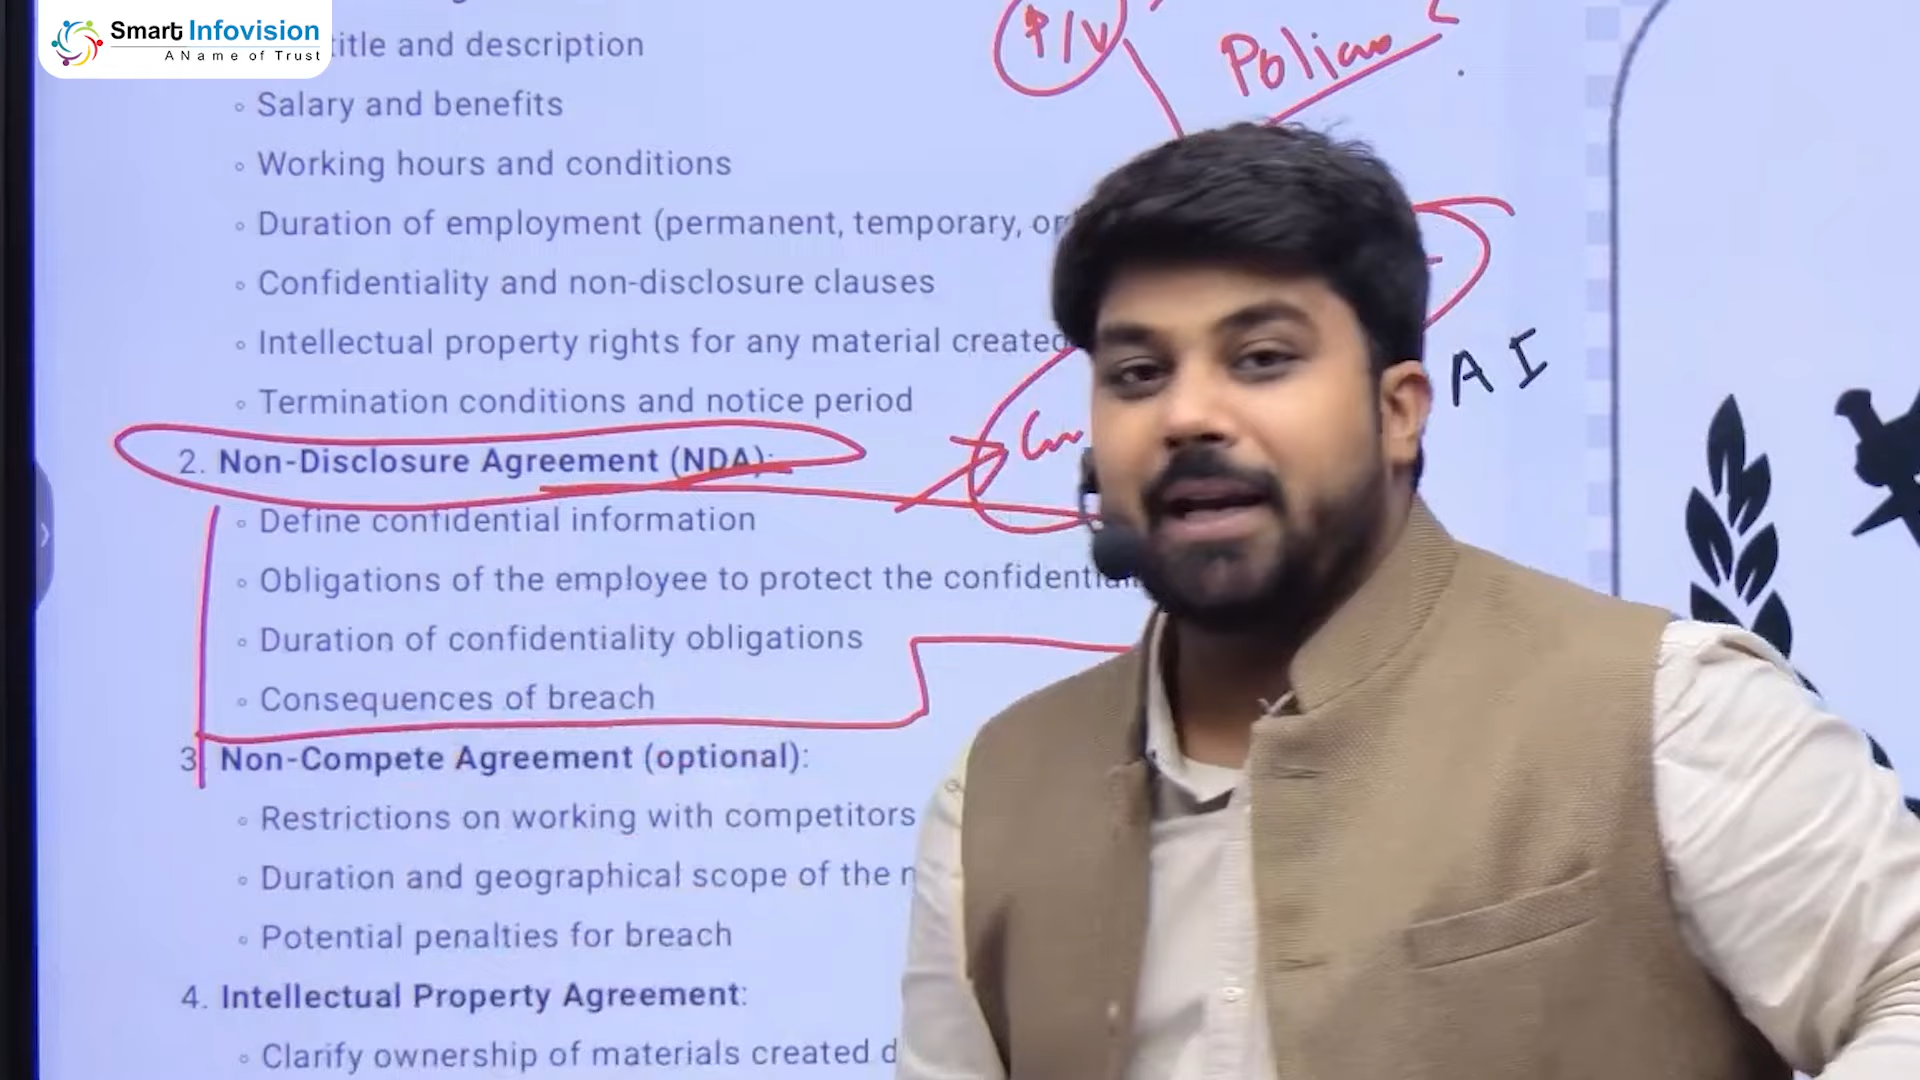 Smart Infovision
A Name of Trust
title and description
Salary and benefits
Working hours and conditions
Duration of employment (permanent, temporary, or
Confidentiality and non-disclosure clauses
Intellectual property rights for any material created
Termination conditions and notice period
2. Non-Disclosure Agreement (NDA):
Define confidential information
Obligations of the employee to protect the confidenti
Duration of confidentiality obligations
Consequences of breach
3. Non-Compete Agreement (optional):
Restrictions on working with competitors
Duration and geographical scope of the
Potential penalties for breach
4. Intellectual Property Agreement:
Clarify ownership of materials created d
AI